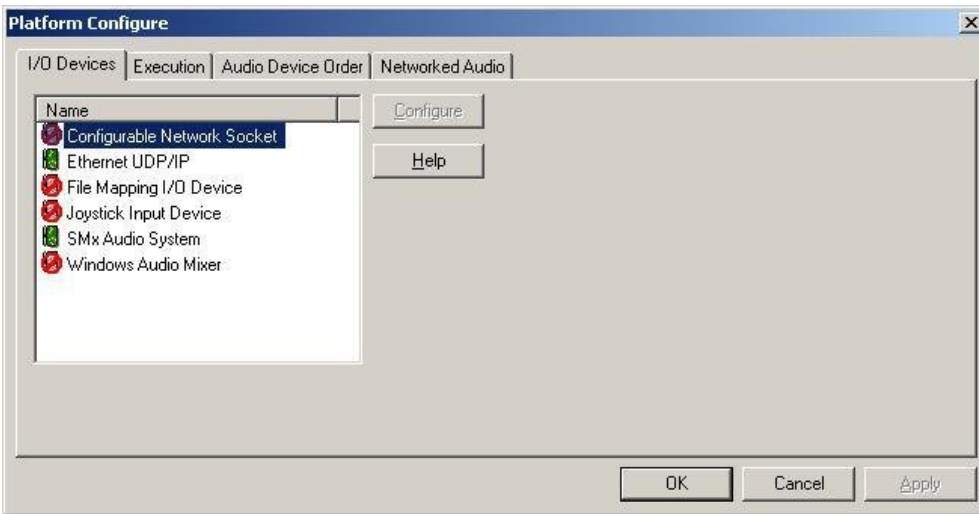 Platform Configure
I/O Devices Execution Audio Device Order Networked Audio
Name
Configurable Network Socket
Ethernet UDP/IP
File Mapping I/O Device
Joystick Input Device
SMx Audio System
Windows Audio Mixer
Configure
Help
OK Cancel Apply